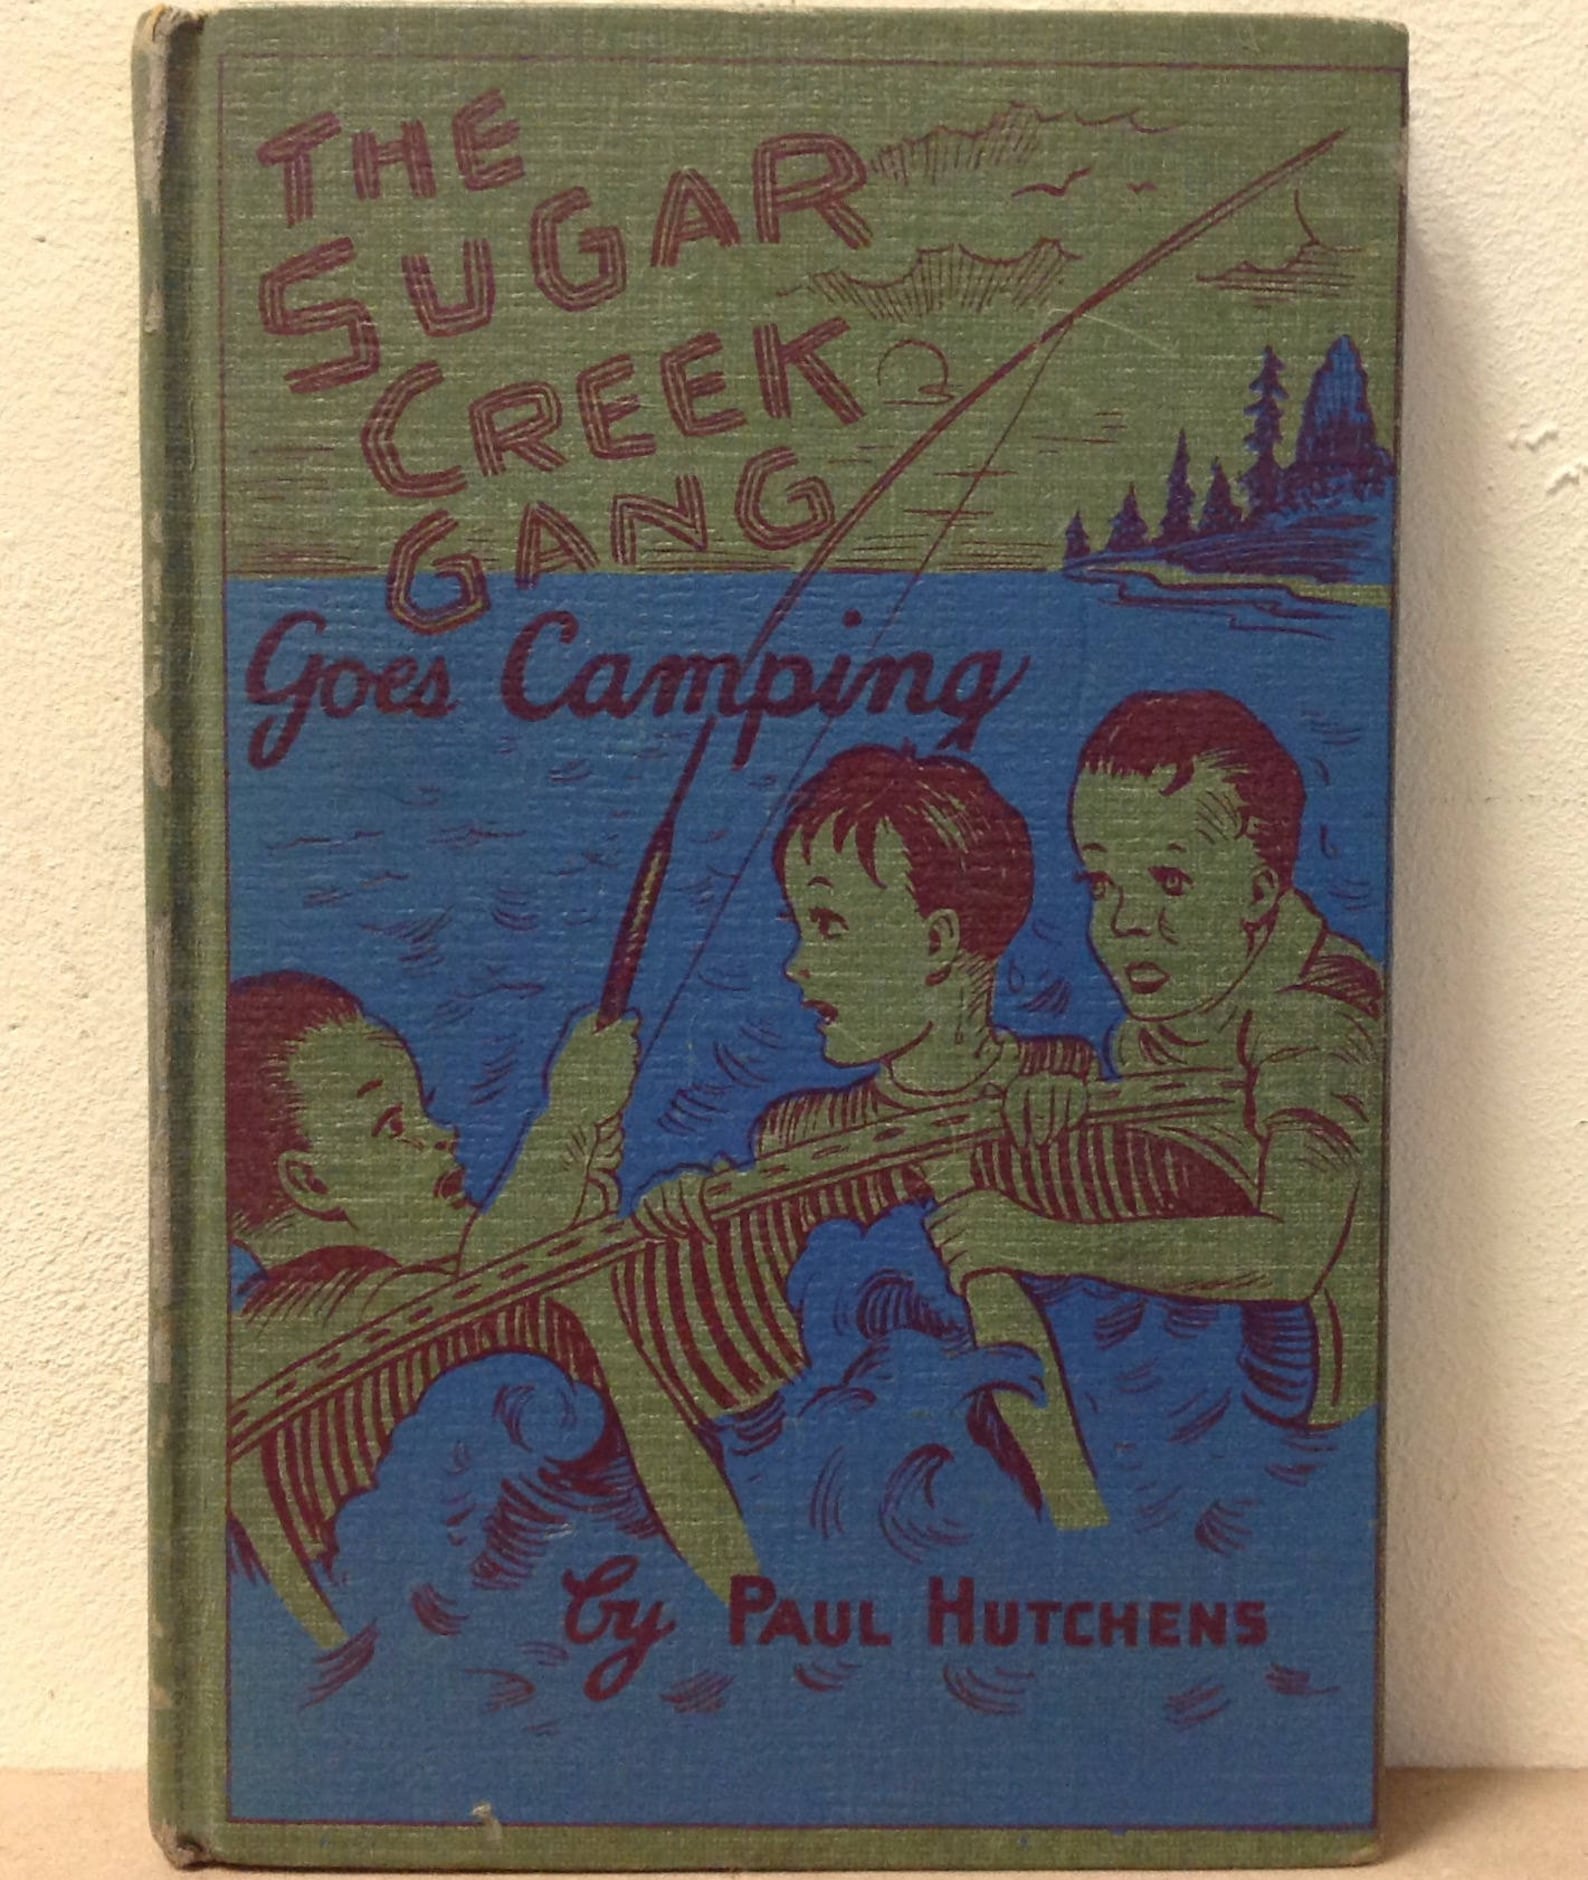 THE
SUGAR
CREEK
GANG
Goes Camping
by PAUL HUTCHENS